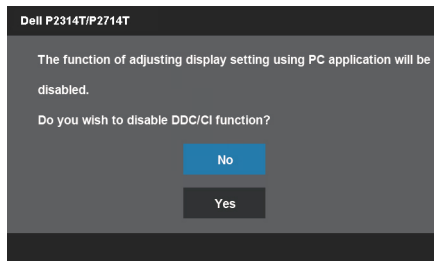 Dell P2314T/P2714T
The function of adjusting display setting using PC application will be
disabled.
Do you wish to disable DDC/CI function?
No
Yes